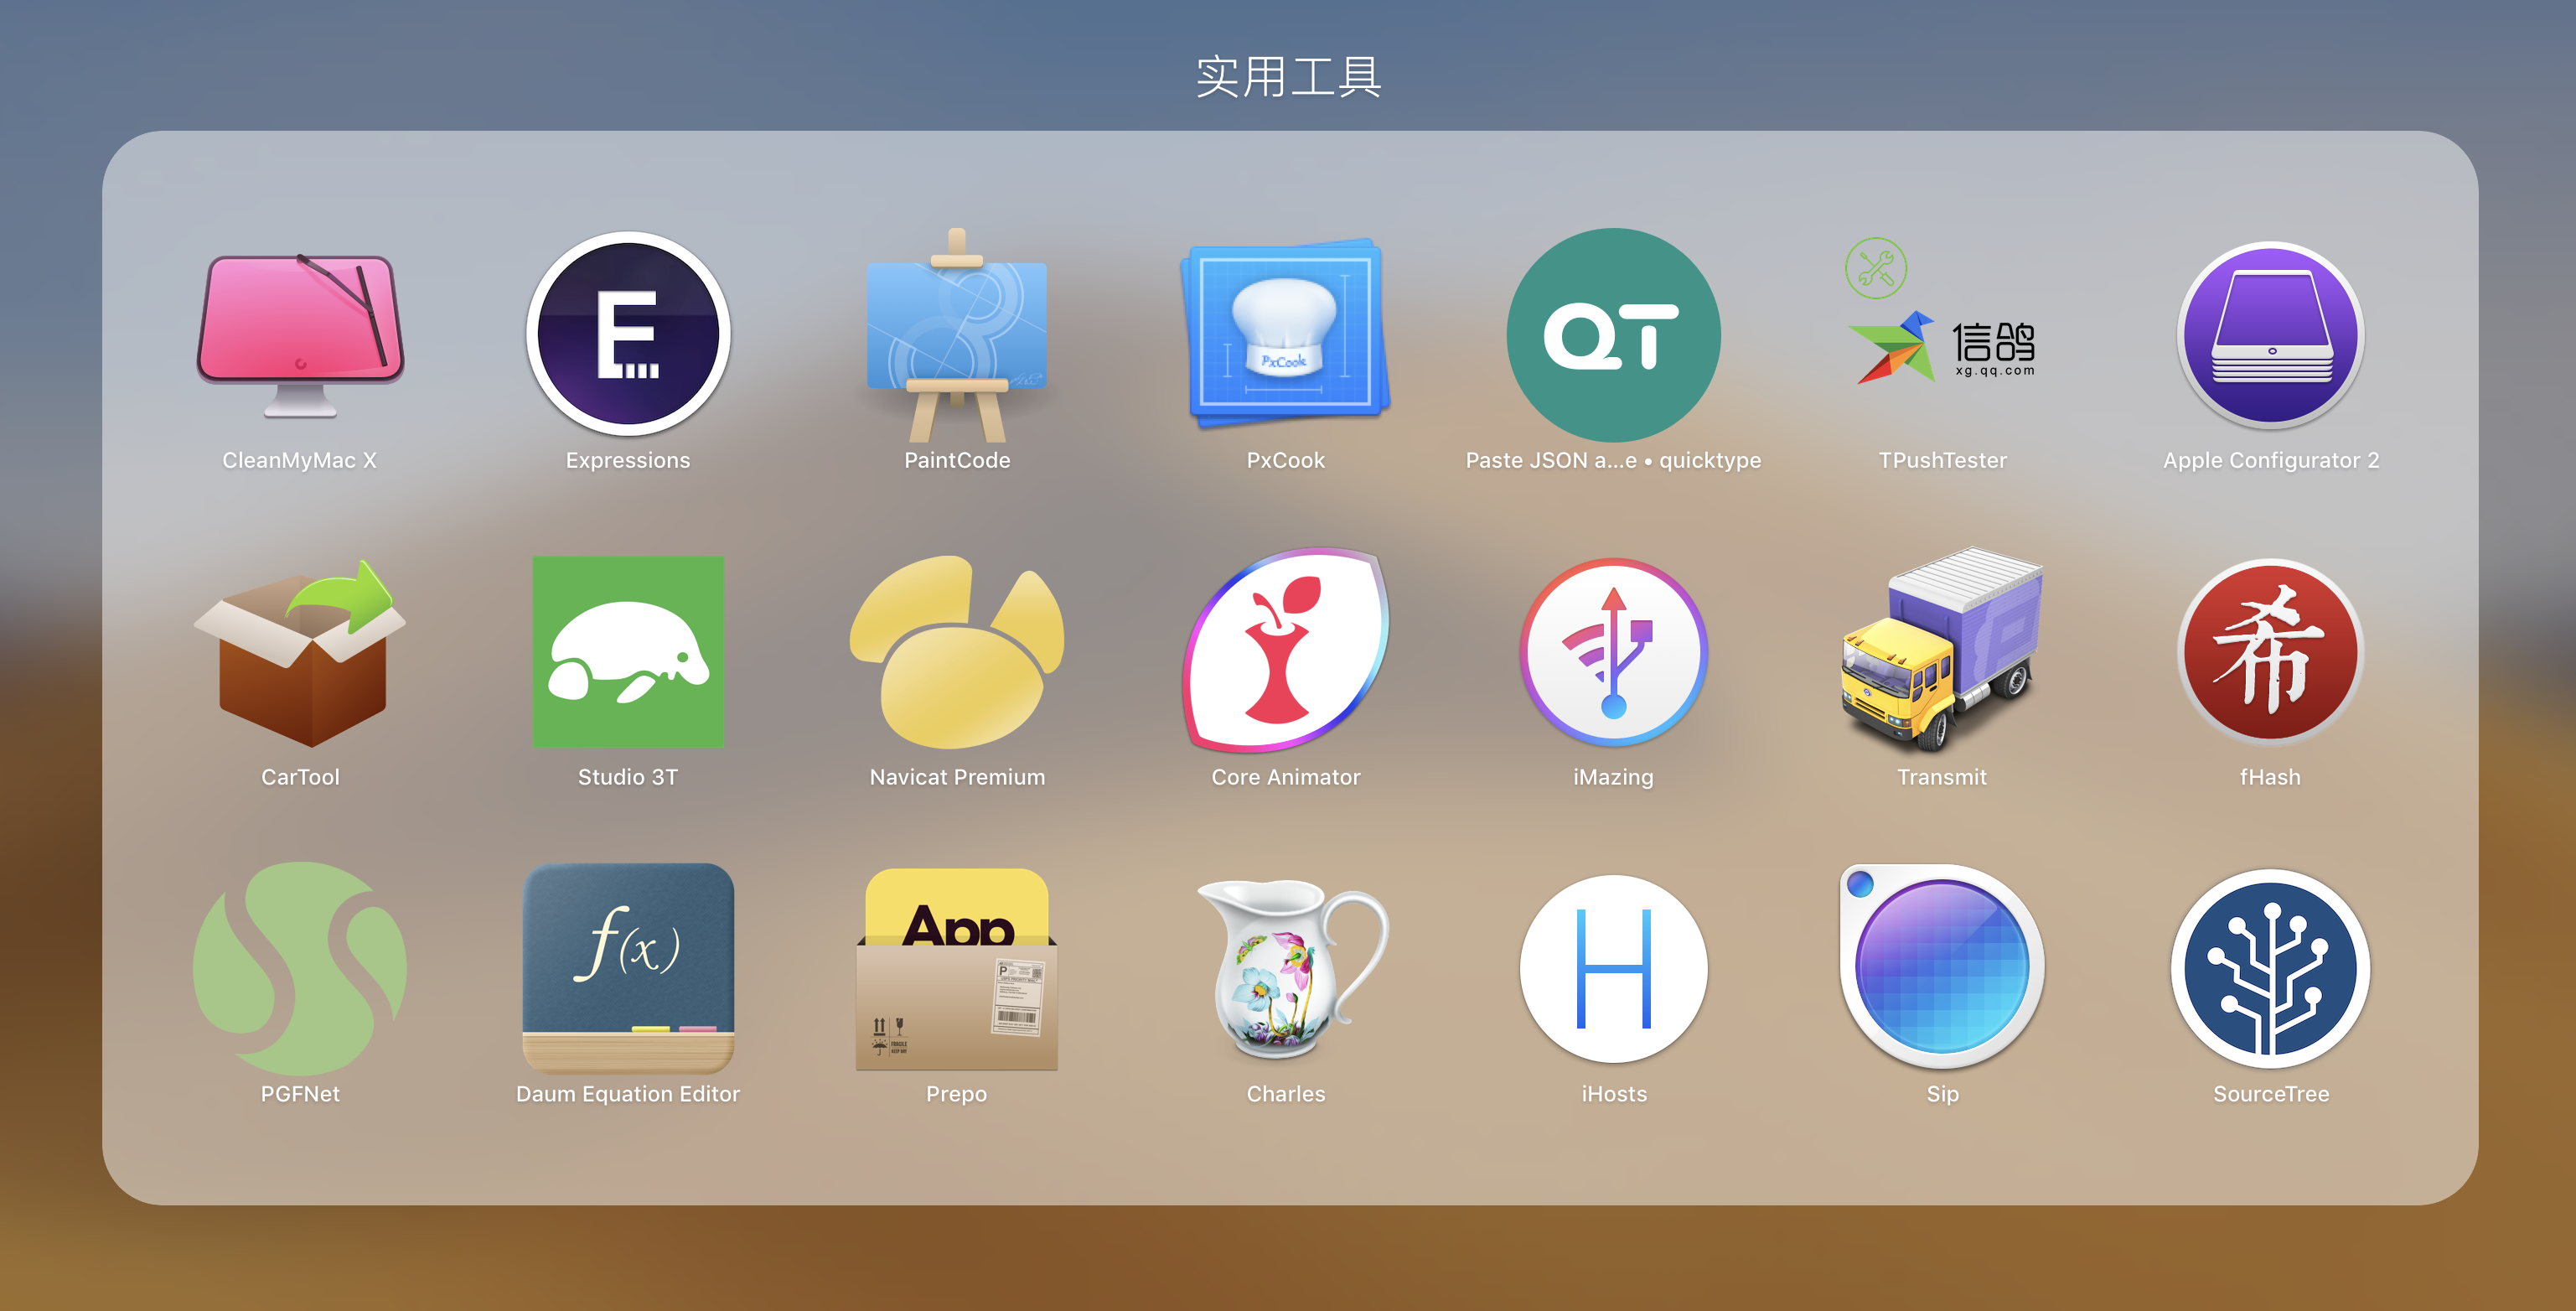 实用工具
E
PxCook
QT
信鸽
xg.qq.com
CleanMyMac X
Expressions
PaintCode
PxCook
Paste JSON a...e • quicktype
TPushTester
Apple Configurator 2
希
CarTool
Studio 3T
Navicat Premium
Core Animator
iMazing
Transmit
fHash
f(x)
App
P
FRAGILE
H
PGFNet
Daum Equation Editor
Prepo
Charles
iHosts
Sip
SourceTree